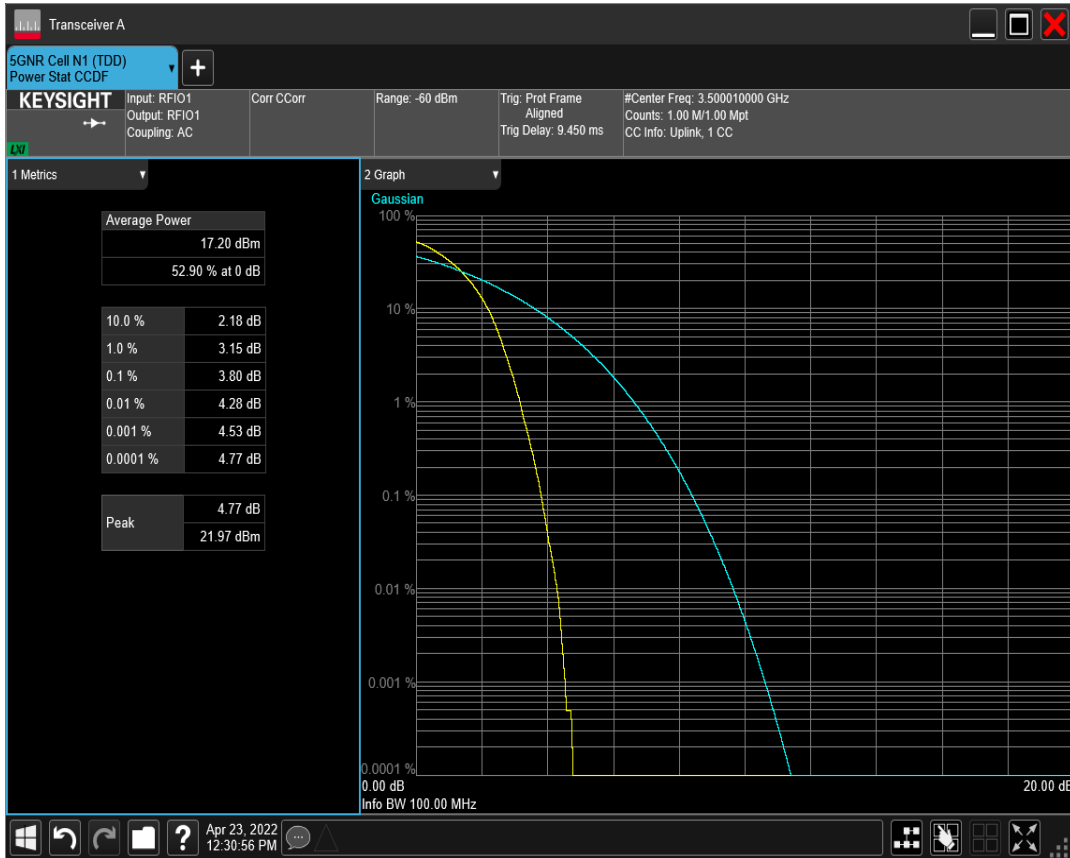 Transceiver A
5GNR Cell N1 (TDD)
Power Stat CCDF
+
KEYSIGHT
LXI
Input: RFIO1
Output: RFIO1
Coupling: AC
Corr CCorr
Range: -60 dBm
Trig: Prot Frame
Aligned
Trig Delay: 9.450 ms
#Center Freq: 3.500010000 GHz
Counts: 1.00 M/1.00 Mpt
CC Info: Uplink, 1 CC
1 Metrics
Average Power
17.20 dBm
52.90 % at 0 dB
10.0 % 2.18 dB
1.0 % 3.15 dB
0.1 % 3.80 dB
0.01 % 4.28 dB
0.001 % 4.53 dB
0.0001 % 4.77 dB
Peak
4.77 dB
21.97 dBm
2 Graph
Gaussian
100 %
10 %
1 %
0.1 %
0.01 %
0.001 %
0.0001 %
0.00 dB 20.00 dB
Info BW 100.00 MHz
?
Apr 23, 2022
12:30:56 PM